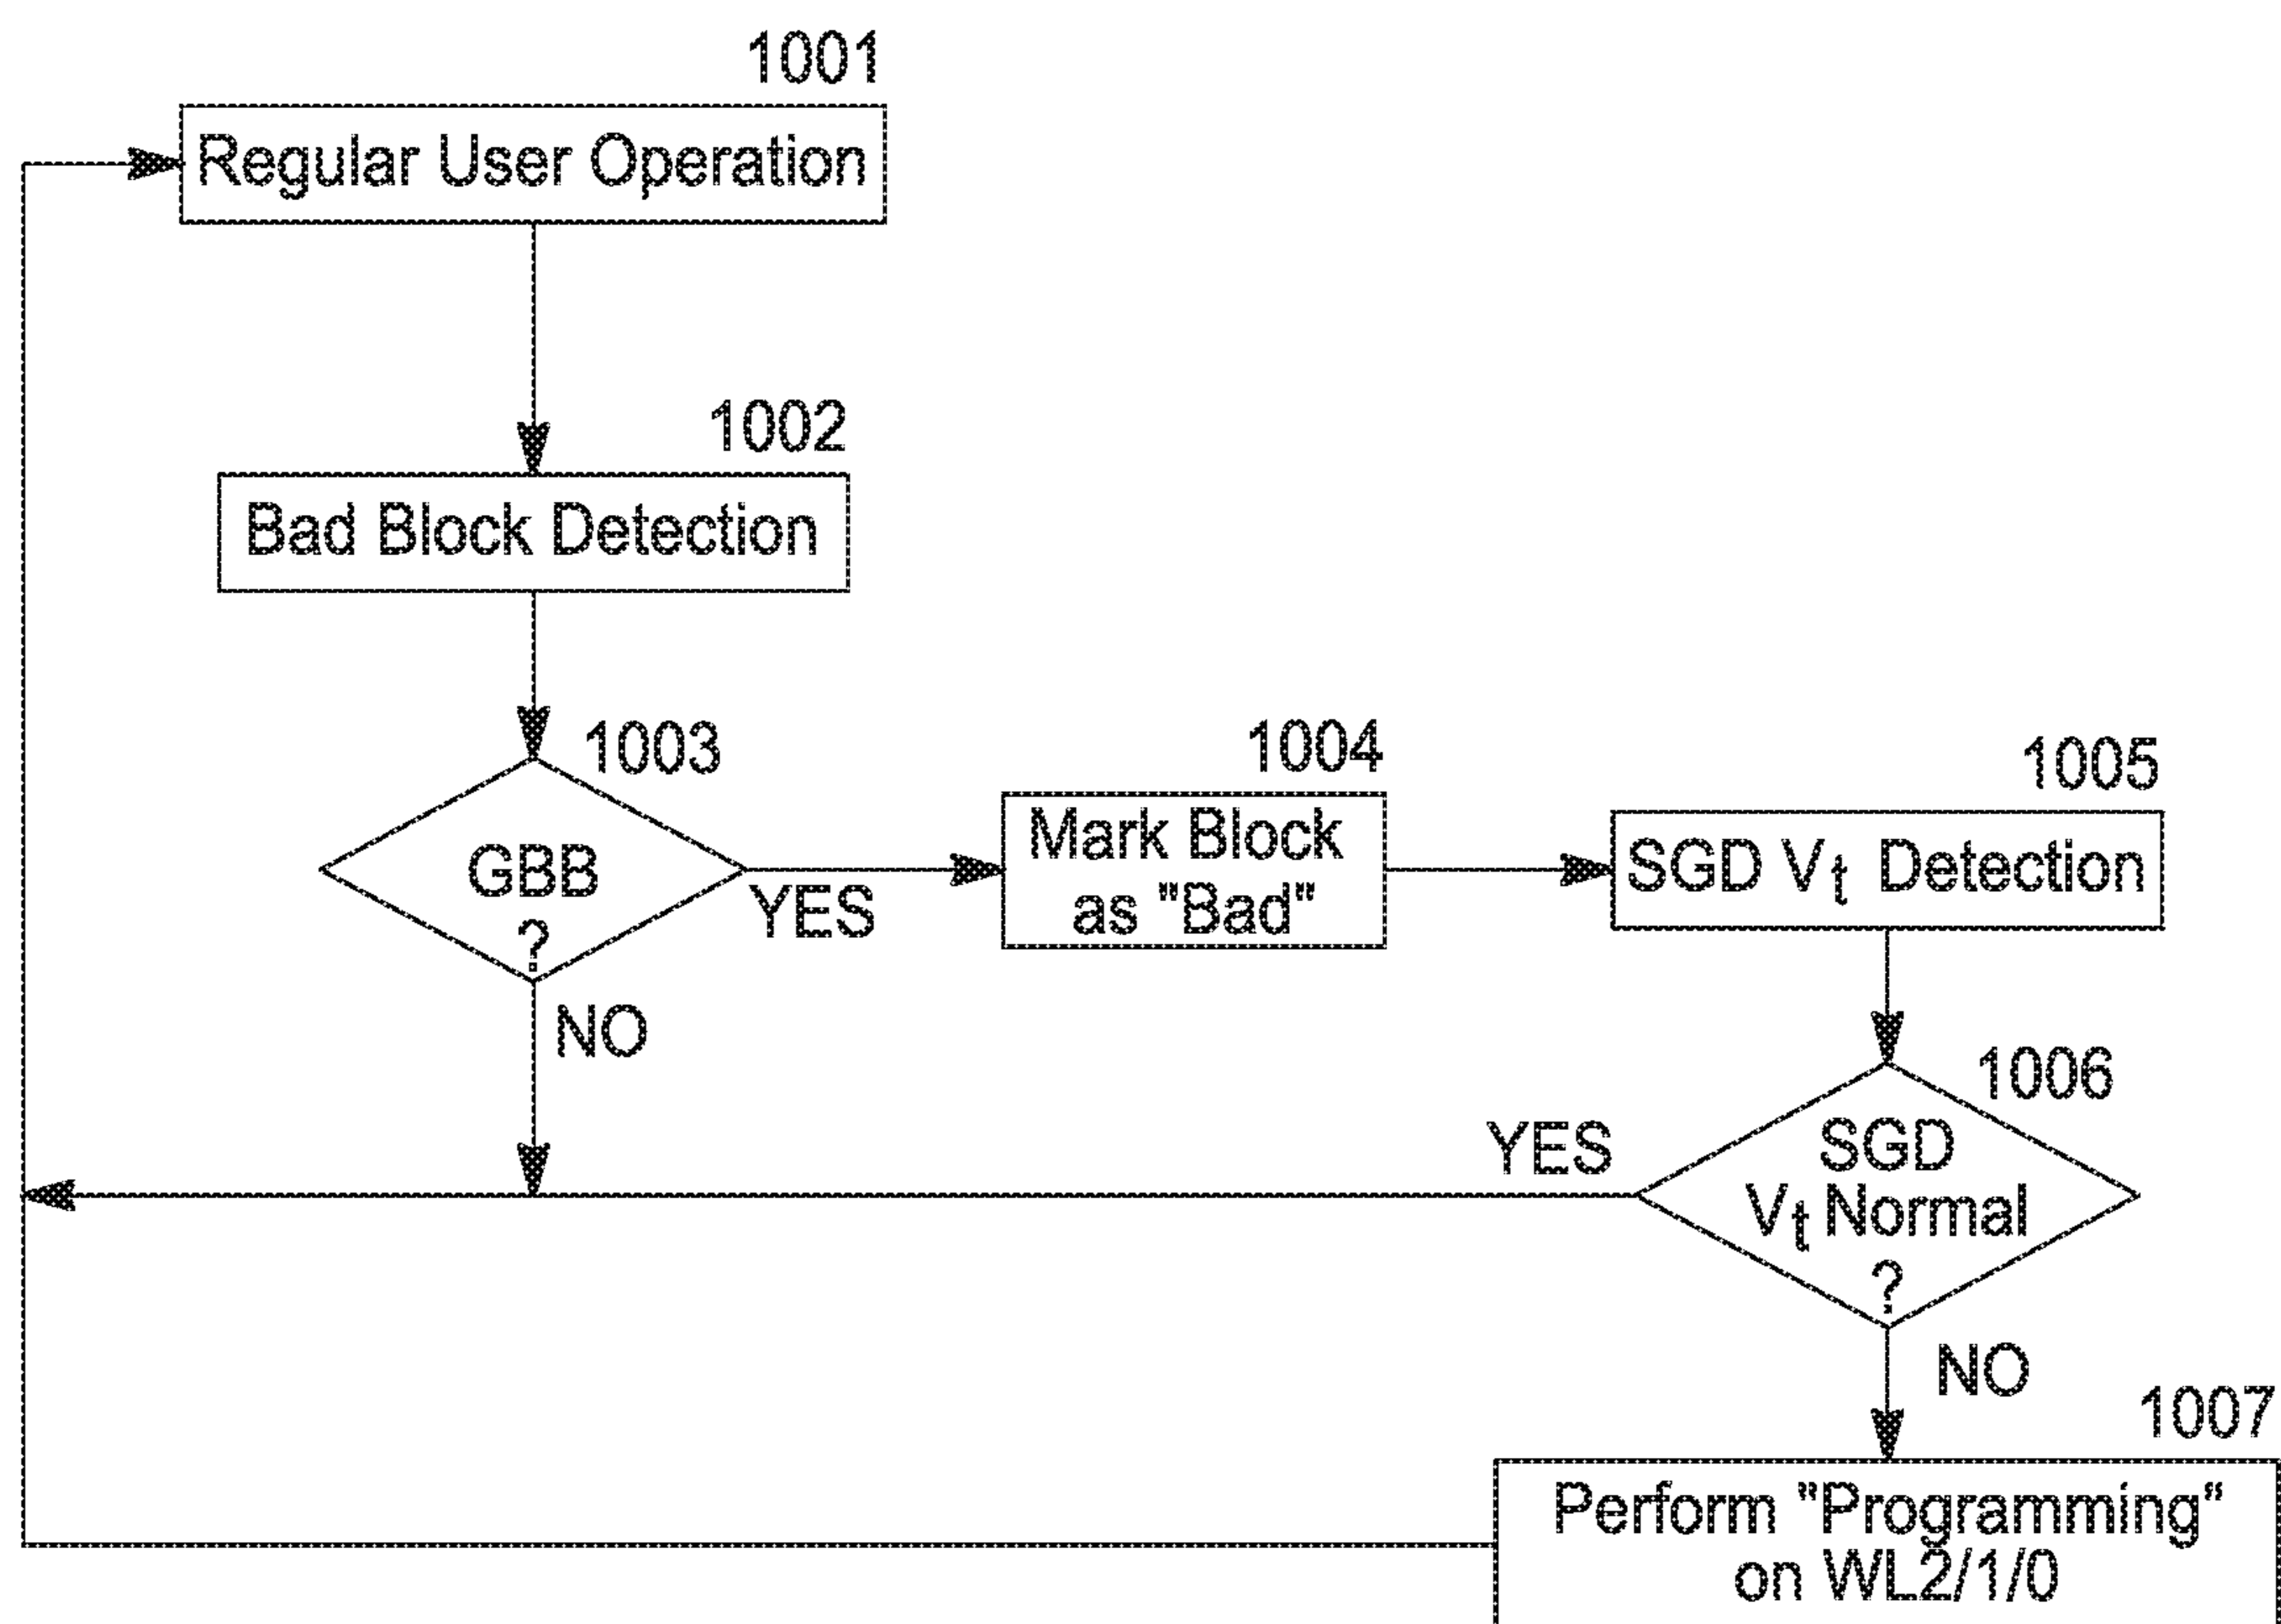 1001
Regular User Operation
1002
Bad Block Detection
1003
GBB
?
YES
NO
1004
Mark Block
as "Bad"
1005
SGD Vt Detection
1006
SGD
Vt Normal
?
YES
NO
1007
Perform "Programming"
on WL2/1/0